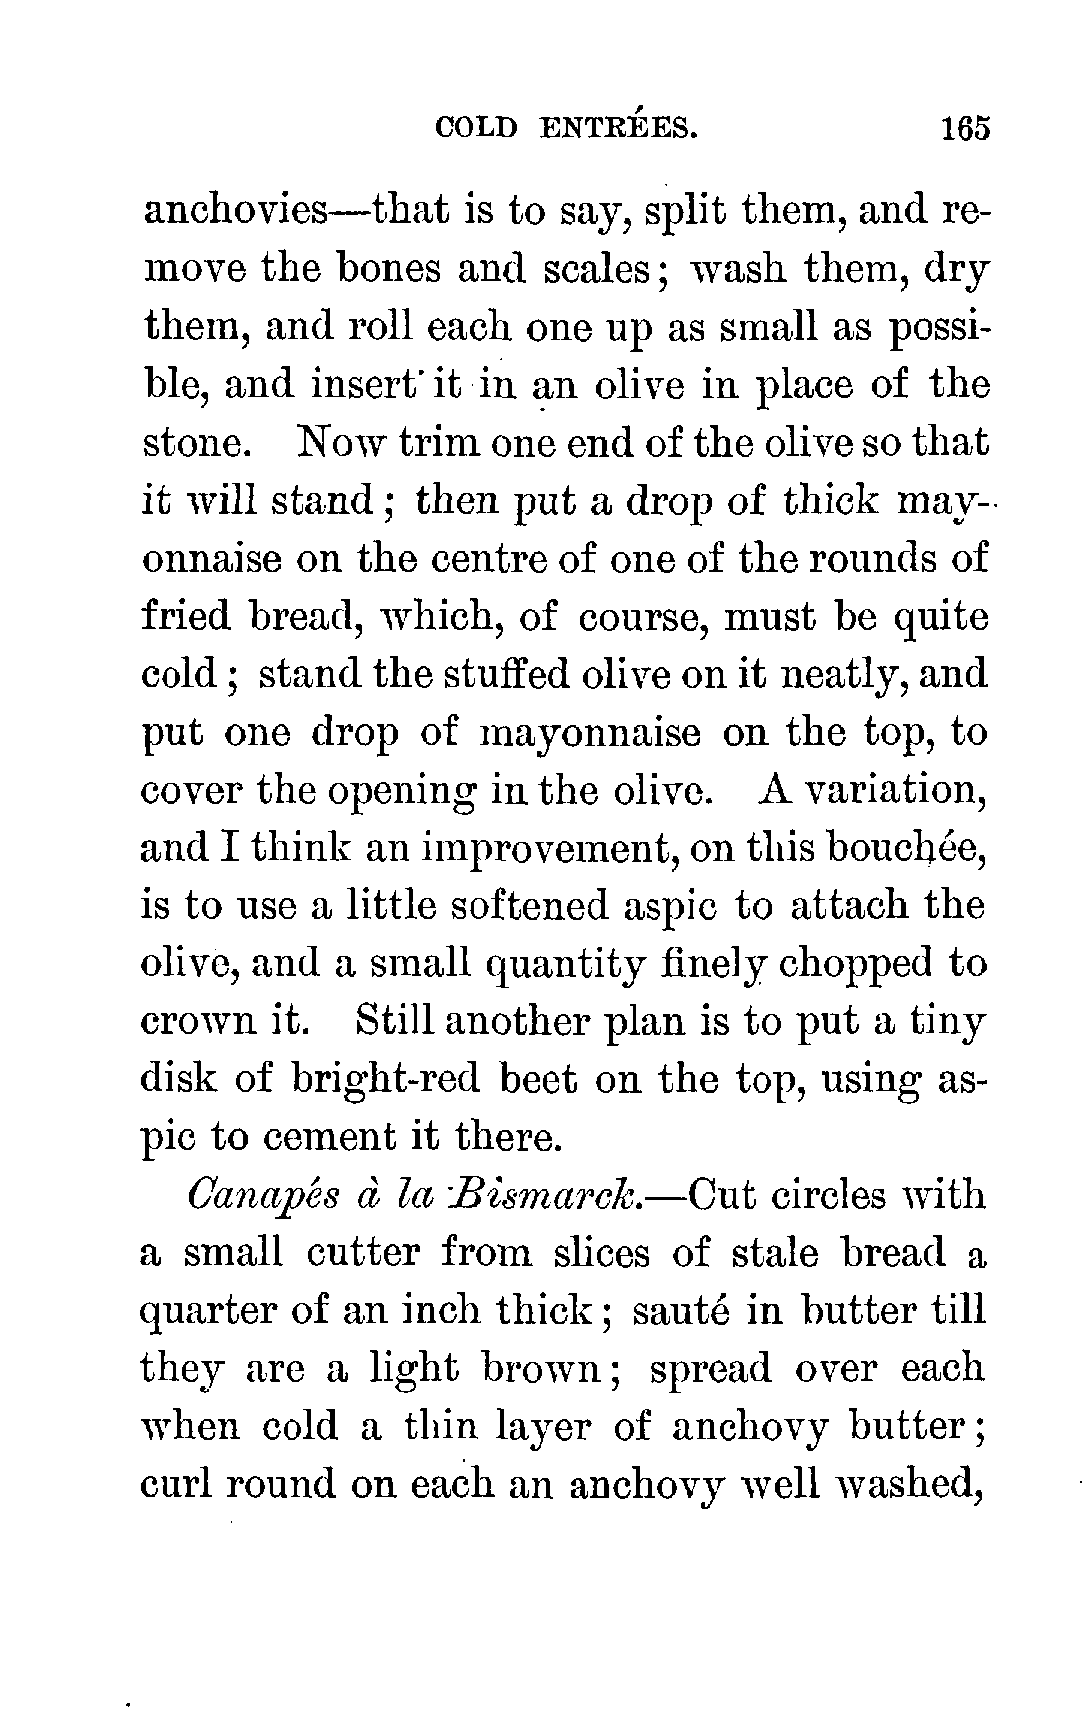 COLD ENTRÉES. 165
anchovies—that is to say, split them, and re-
move the bones and scales; wash them, dry
them, and roll each one up as small as possi-
ble, and insert it in an olive in place of the
stone. Now trim one end of the olive so that
it will stand; then put a drop of thick may-
onnaise on the centre of one of the rounds of
fried bread, which, of course, must be quite
cold; stand the stuffed olive on it neatly, and
put one drop of mayonnaise on the top, to
cover the opening in the olive. A variation,
and I think an improvement, on this bouchée,
is to use a little softened aspic to attach the
olive, and a small quantity finely chopped to
crown it. Still another plan is to put a tiny
disk of bright-red beet on the top, using as-
pic to cement it there.
Canapés à la Bismarck.—Cut circles with
a small cutter from slices of stale bread a
quarter of an inch thick; sauté in butter till
they are a light brown; spread over each
when cold a thin layer of anchovy butter;
curl round on each an anchovy well washed,